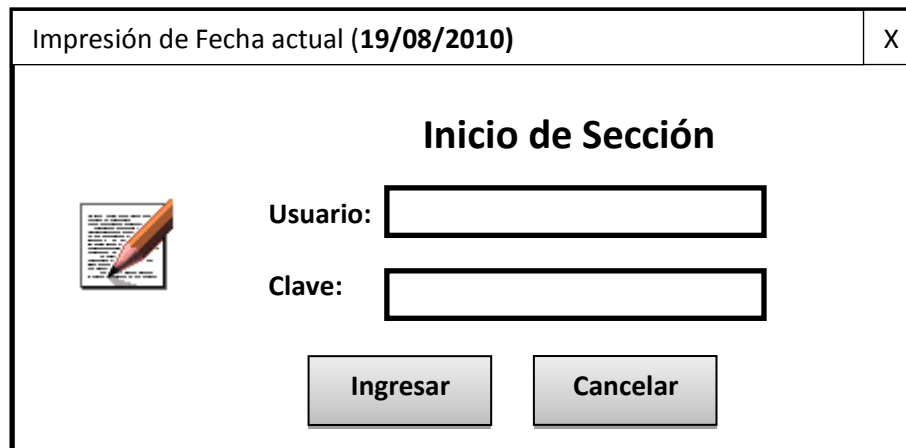 Impresión de Fecha actual (19/08/2010) X
Inicio de Sección
Usuario:
Clave:
Ingresar Cancelar